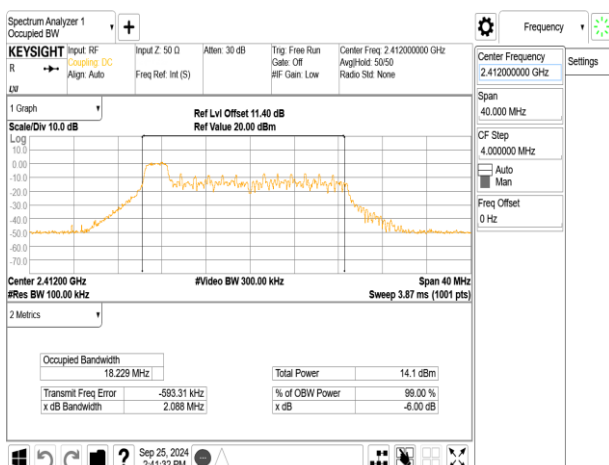 Spectrum Analyzer 1
Occupied BW
Frequency
KEYSIGHT
R
LXI
Input: RF
Coupling: DC
Align: Auto
Input Z: 50 Ω
Freq Ref: Int (S)
Atten: 30 dB
Trig: Free Run
Gate: Off
#IF Gain: Low
Center Freq: 2.412000000 GHz
Avg|Hold: 50/50
Radio Std: None
Center Frequency
2.412000000 GHz
Settings
Span
40.000 MHz
CF Step
4.000000 MHz
Auto
Man
Freq Offset
0 Hz
1 Graph
Scale/Div 10.0 dB
Ref Lvl Offset 11.40 dB
Ref Value 20.00 dBm
Log
10.0
0.00
-10.0
-20.0
-30.0
-40.0
-50.0
-60.0
-70.0
Center 2.41200 GHz
#Res BW 100.00 kHz
#Video BW 300.00 kHz
Span 40 MHz
Sweep 3.87 ms (1001 pts)
2 Metrics
Occupied Bandwidth
18.229 MHz
Total Power 14.1 dBm
Transmit Freq Error -593.31 kHz
% of OBW Power 99.00 %
x dB Bandwidth 2.088 MHz
x dB -6.00 dB
?
Sep 25, 2024
2:41:32 PM